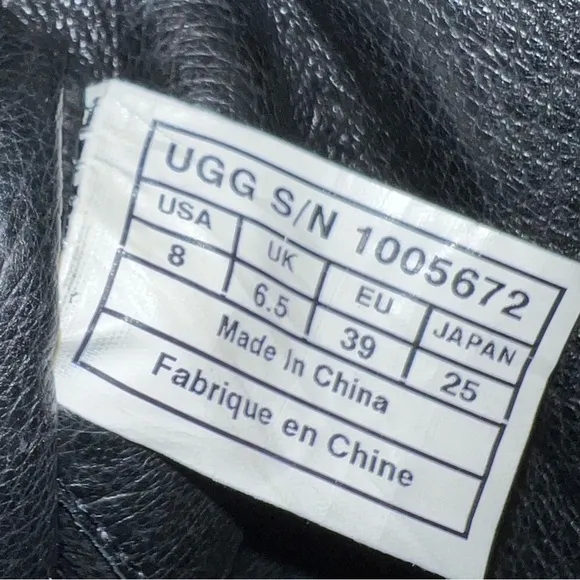 UGG S/N 1005672
USA UK EU JAPAN
8 6.5 39 25
Made In China
Fabrique en Chine